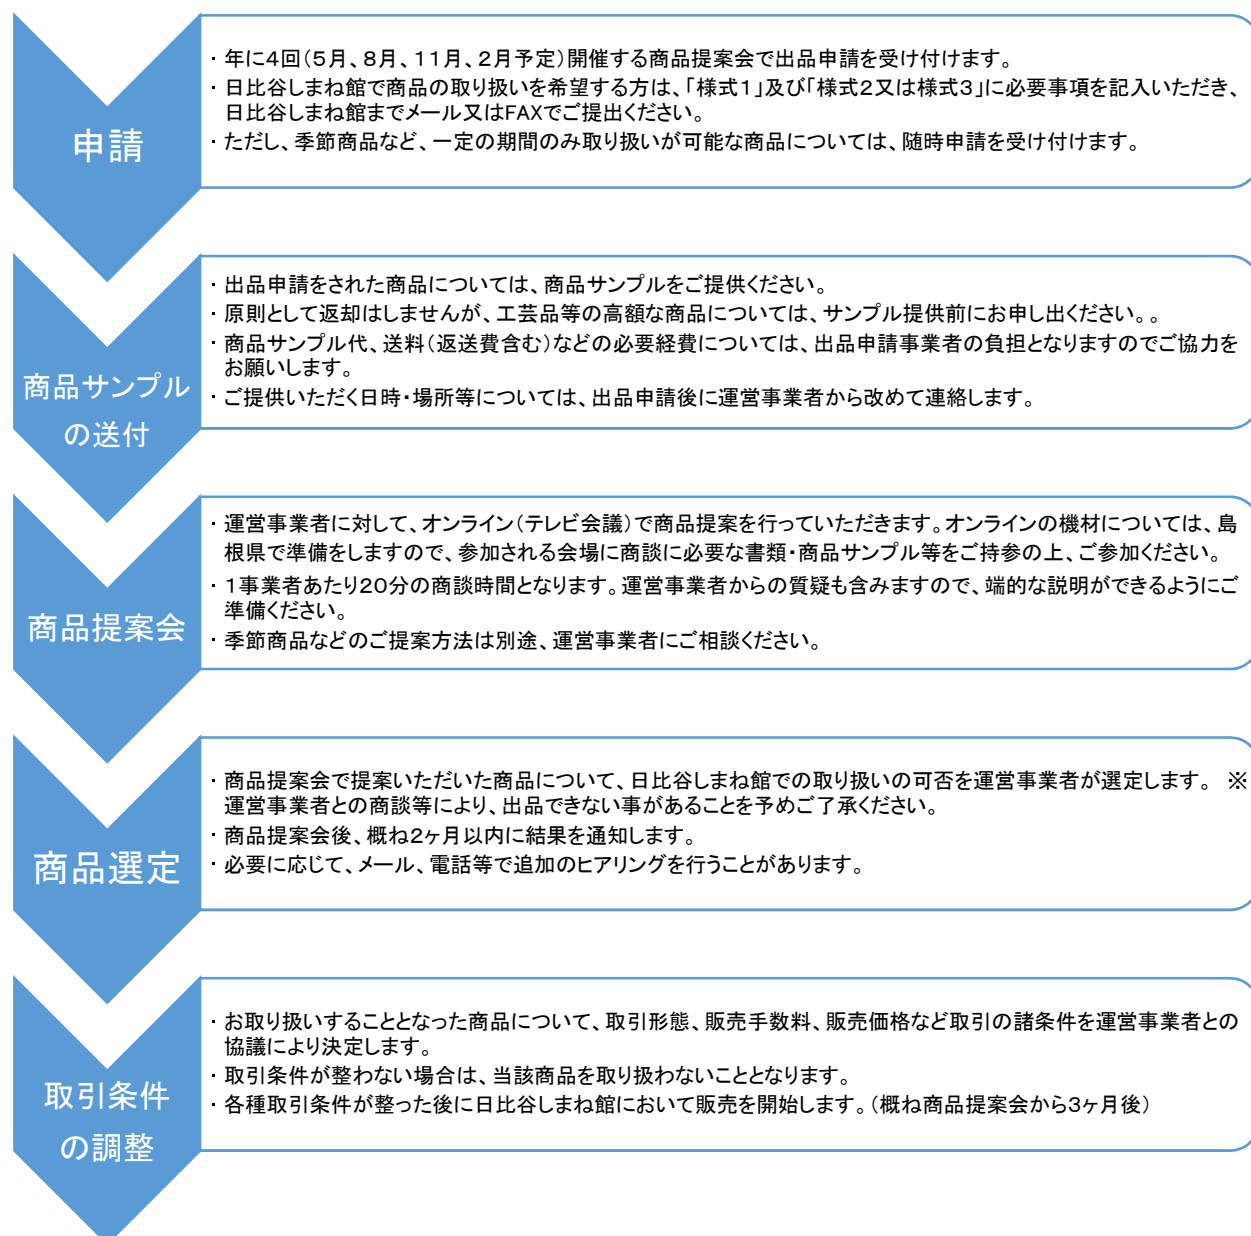 申請
・年に4回（5月、8月、11月、2月予定）開催する商品提案会で出品申請を受け付けます。
・日比谷しまね館で商品の取り扱いを希望する方は、「様式1」及び「様式2又は様式3」に必要事項を記入いただき、
日比谷しまね館までメール又はFAXでご提出ください。
・ただし、季節商品など、一定の期間のみ取り扱いが可能な商品については、随時申請を受け付けます。
商品サンプル
の送付
・出品申請をされた商品については、商品サンプルをご提供ください。
・原則として返却はしませんが、工芸品等の高額な商品については、サンプル提供前にお申し出ください。。
・商品サンプル代、送料（返送費含む）などの必要経費については、出品申請事業者の負担となりますのでご協力を
お願いします。
・ご提供いただく日時・場所等については、出品申請後に運営事業者から改めて連絡します。
商品提案会
・運営事業者に対して、オンライン（テレビ会議）で商品提案を行っていただきます。オンラインの機材については、島
根県で準備をしますので、参加される会場に商談に必要な書類・商品サンプル等をご持参の上、ご参加ください。
・1事業者あたり20分の商談時間となります。運営事業者からの質疑も含みますので、端的な説明ができるようにご
準備ください。
・季節商品などのご提案方法は別途、運営事業者にご相談ください。
商品選定
・商品提案会で提案いただいた商品について、日比谷しまね館での取り扱いの可否を運営事業者が選定します。 ※
運営事業者との商談等により、出品できない事があることを予めご了承ください。
・商品提案会後、概ね2ヶ月以内に結果を通知します。
・必要に応じて、メール、電話等で追加のヒアリングを行うことがあります。
取引条件
の調整
・お取り扱いすることとなった商品について、取引形態、販売手数料、販売価格など取引の諸条件を運営事業者との
協議により決定します。
・取引条件が整わない場合は、当該商品を取り扱わないこととなります。
・各種取引条件が整った後に日比谷しまね館において販売を開始します。（概ね商品提案会から3ヶ月後）